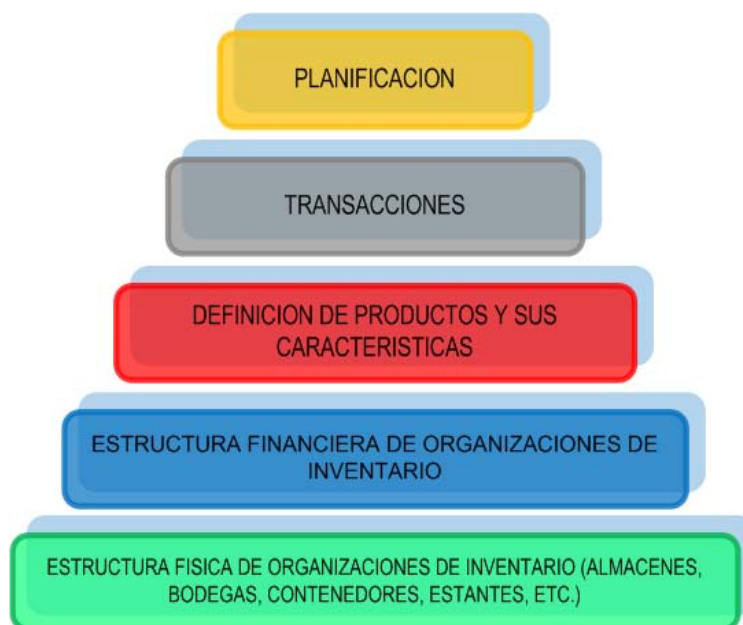 PLANIFICACION
TRANSACCIONES
DEFINICION DE PRODUCTOS Y SUS
CARACTERISTICAS
ESTRUCTURA FINANCIERA DE ORGANIZACIONES DE
INVENTARIO
ESTRUCTURA FISICA DE ORGANIZACIONES DE INVENTARIO (ALMACENES,
BODEGAS, CONTENEDORES, ESTANTES, ETC.)